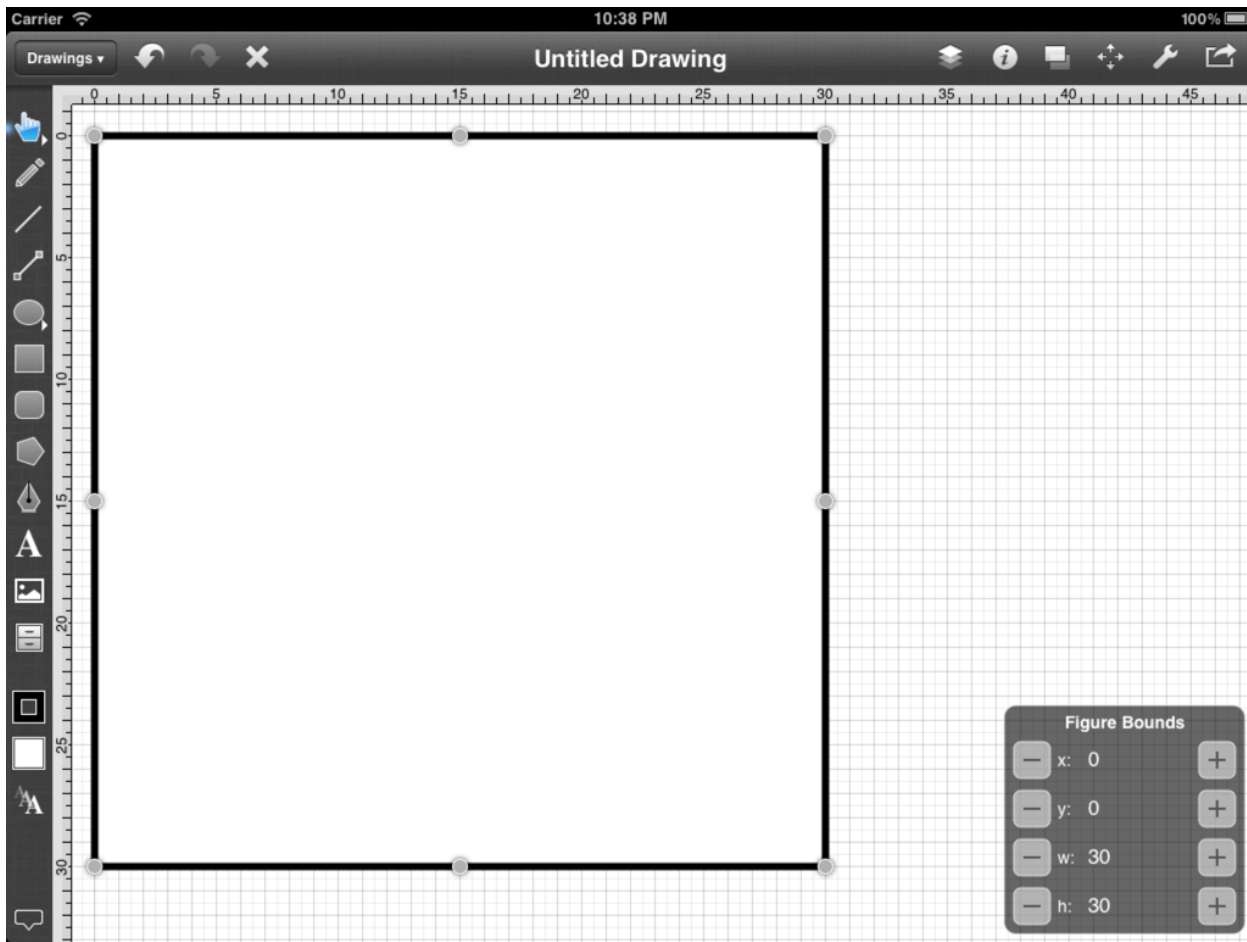 Carrier 10:38 PM 100%
Drawings ▾ Untitled Drawing
0 5 10 15 20 25 30 35 40 45
0
5
10
15
20
25
30
A
AAA
Figure Bounds
− x: 0 +
− y: 0 +
− w: 30 +
− h: 30 +